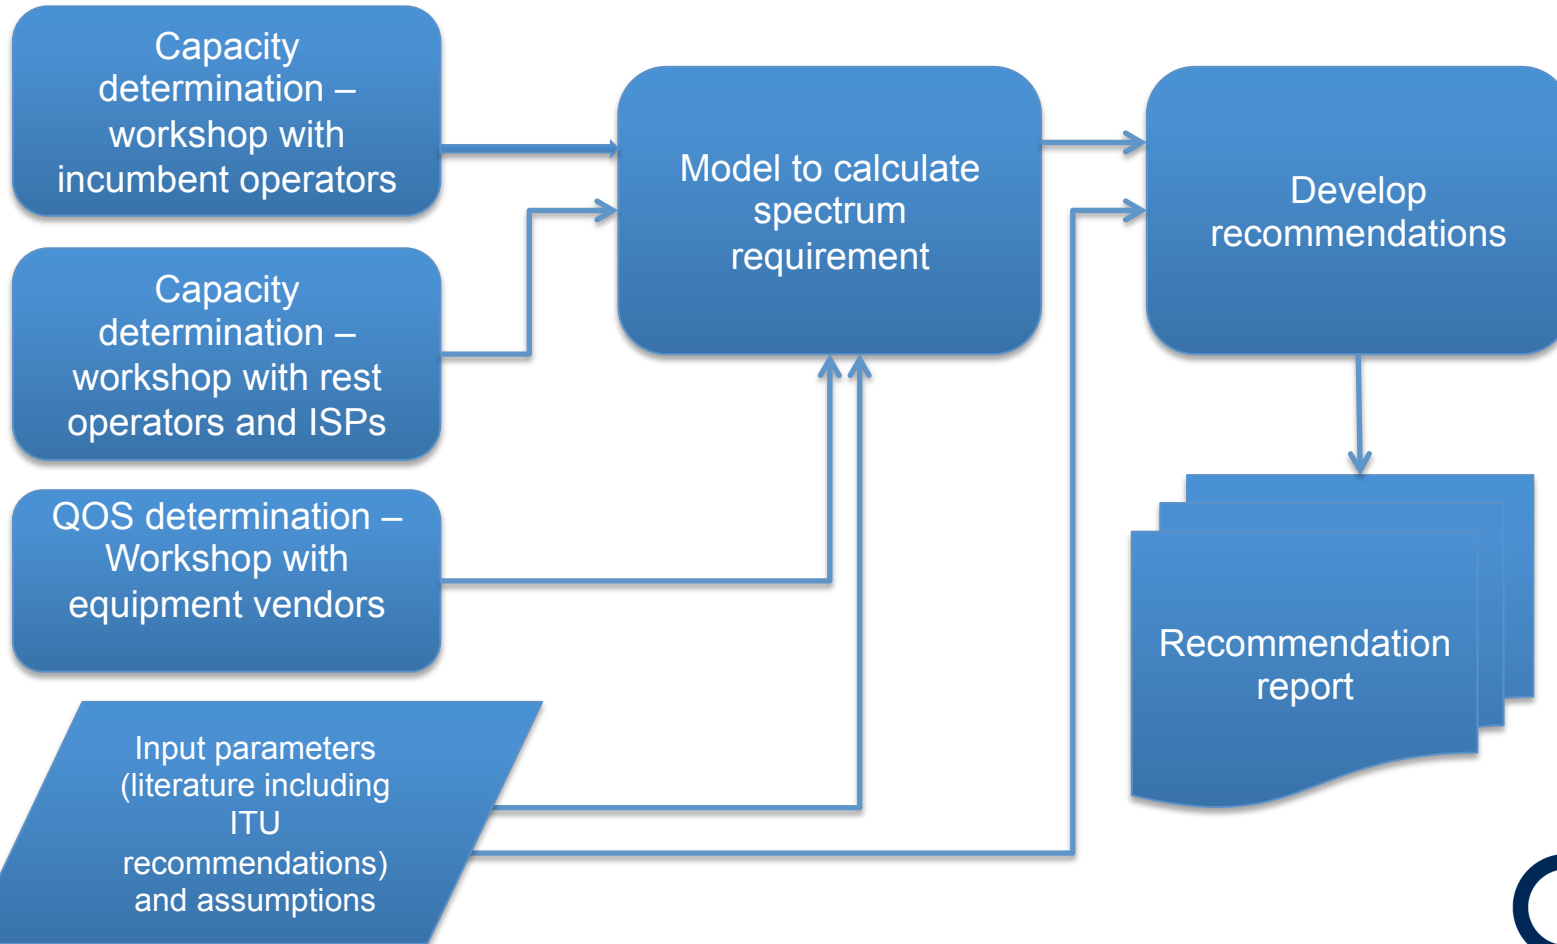 Capacity
determination –
workshop with
incumbent operators
Capacity
determination –
workshop with rest
operators and ISPs
QOS determination –
Workshop with
equipment vendors
Input parameters
(literature including
ITU
recommendations)
and assumptions
Model to calculate
spectrum
requirement
Develop
recommendations
Recommendation
report